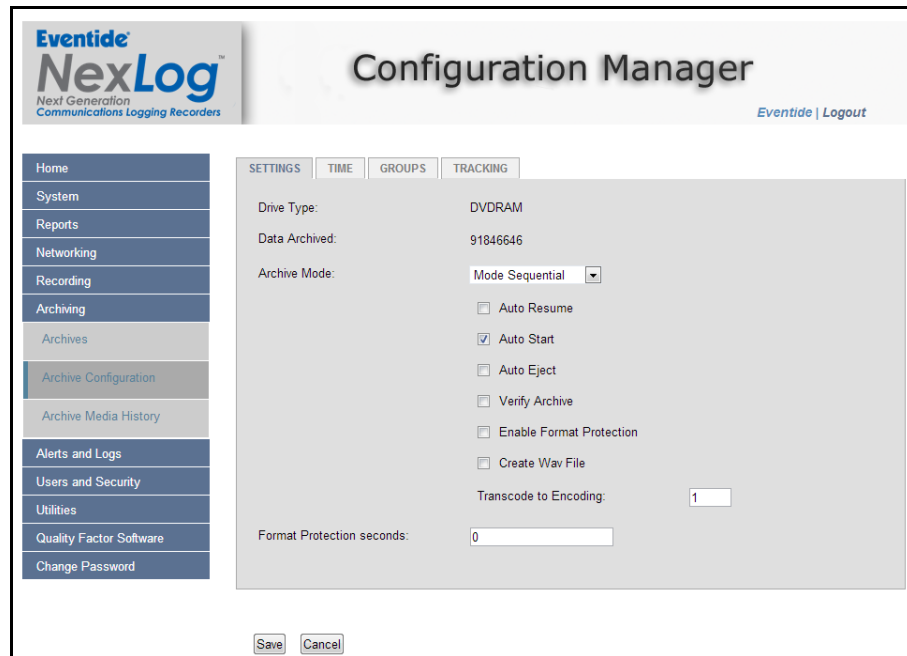 Eventide®
NexLog™
Next Generation
Communications Logging Recorders
Configuration Manager
Eventide | Logout
Home
System
Reports
Networking
Recording
Archiving
Archives
Archive Configuration
Archive Media History
Alerts and Logs
Users and Security
Utilities
Quality Factor Software
Change Password
SETTINGS TIME GROUPS TRACKING
Drive Type: DVDRAM
Data Archived: 91846646
Archive Mode: Mode Sequential
Auto Resume
Auto Start
Auto Eject
Verify Archive
Enable Format Protection
Create Wav File
Transcode to Encoding: 1
Format Protection seconds: 0
Save Cancel